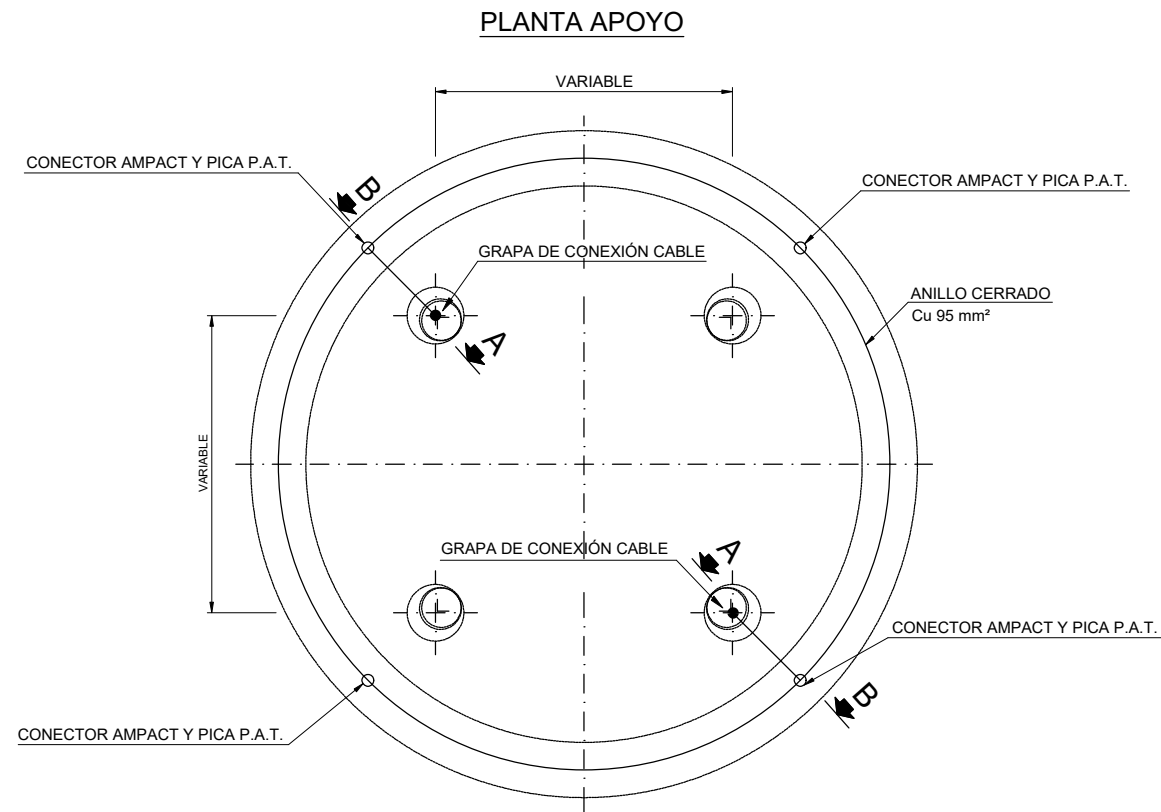 PLANTA APOYO
VARIABLE
CONECTOR AMPACT Y PICA P.A.T.
CONECTOR AMPACT Y PICA P.A.T.
B
GRAPA DE CONEXIÓN CABLE
ANILLO CERRADO
Cu 95 mm²
A
VARIABLE
GRAPA DE CONEXIÓN CABLE
A
CONECTOR AMPACT Y PICA P.A.T.
B
CONECTOR AMPACT Y PICA P.A.T.